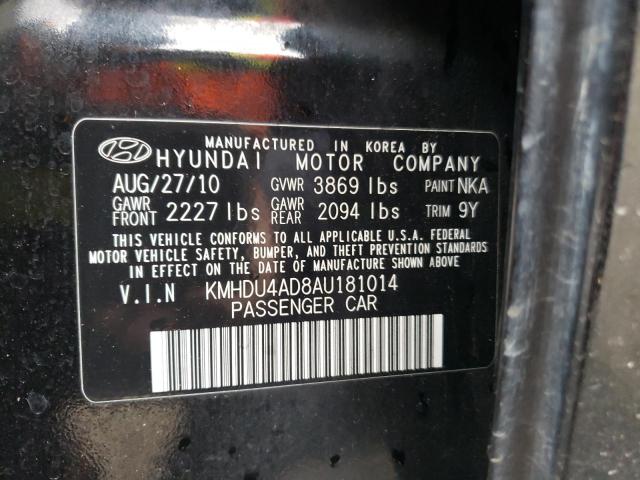 MANUFACTURED IN KOREA BY
HYUNDAI MOTOR COMPANY
AUG/27/10 GVWR 3869 lbs PAINT NKA
GAWR FRONT 2227 lbs GAWR REAR 2094 lbs TRIM 9Y
THIS VEHICLE CONFORMS TO ALL APPLICABLE U.S.A. FEDERAL
MOTOR VEHICLE SAFETY, BUMPER, AND THEFT PREVENTION STANDARDS
IN EFFECT ON THE DATE OF MANUFACTURE SHOWN ABOVE.
V.I.N KMHDU4AD8AU181014
PASSENGER CAR